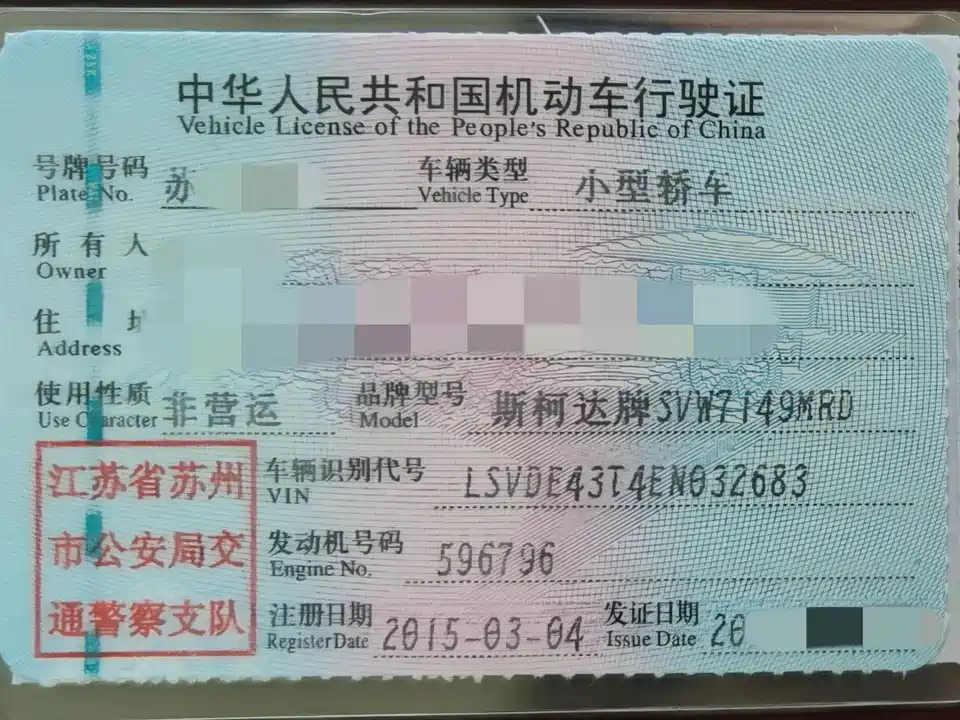 中华人民共和国机动车行驶证
Vehicle License of the People's Republic of China
号牌号码 苏 车辆类型 小型轿车
Plate No. Vehicle Type
所有人
Owner
住
Address
使用性质 非营运 品牌型号 斯柯达牌SVW7149MRD
Use Character Model
江苏省苏州
市公安局交
通警察支队
车辆识别代号 LSVDE43T4EN032683
VIN
发动机号码 596796
Engine No.
注册日期 2015-03-04 发证日期 20
Register Date Issue Date